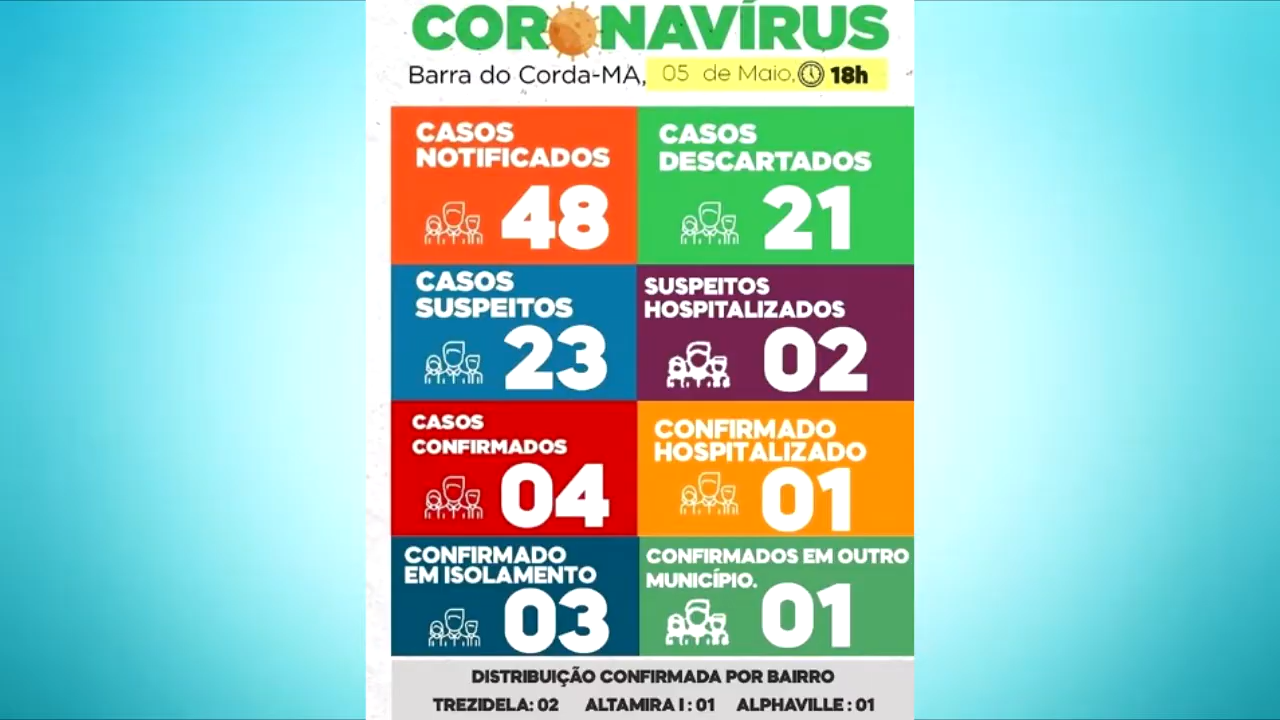 CORONAVÍRUS
Barra do Corda-MA, 05 de Maio, 18h
CASOS
NOTIFICADOS
48
CASOS
DESCARTADOS
21
CASOS
SUSPEITOS
23
SUSPEITOS
HOSPITALIZADOS
02
CASOS
CONFIRMADOS
04
CONFIRMADO
HOSPITALIZADO
01
CONFIRMADO
EM ISOLAMENTO
03
CONFIRMADOS EM OUTRO
MUNICÍPIO.
01
DISTRIBUIÇÃO CONFIRMADA POR BAIRRO
TREZIDELA: 02 ALTAMIRA I : 01 ALPHAVILLE : 01